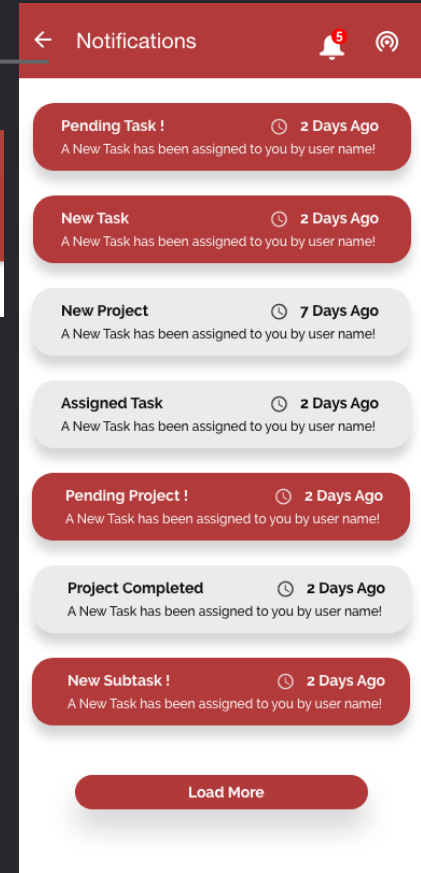 Notifications
5
Pending Task !
2 Days Ago
A New Task has been assigned to you by user name!
New Task
2 Days Ago
A New Task has been assigned to you by user name!
New Project
7 Days Ago
A New Task has been assigned to you by user name!
Assigned Task
2 Days Ago
A New Task has been assigned to you by user name!
Pending Project !
2 Days Ago
A New Task has been assigned to you by user name!
Project Completed
2 Days Ago
A New Task has been assigned to you by user name!
New Subtask !
2 Days Ago
A New Task has been assigned to you by user name!
Load More